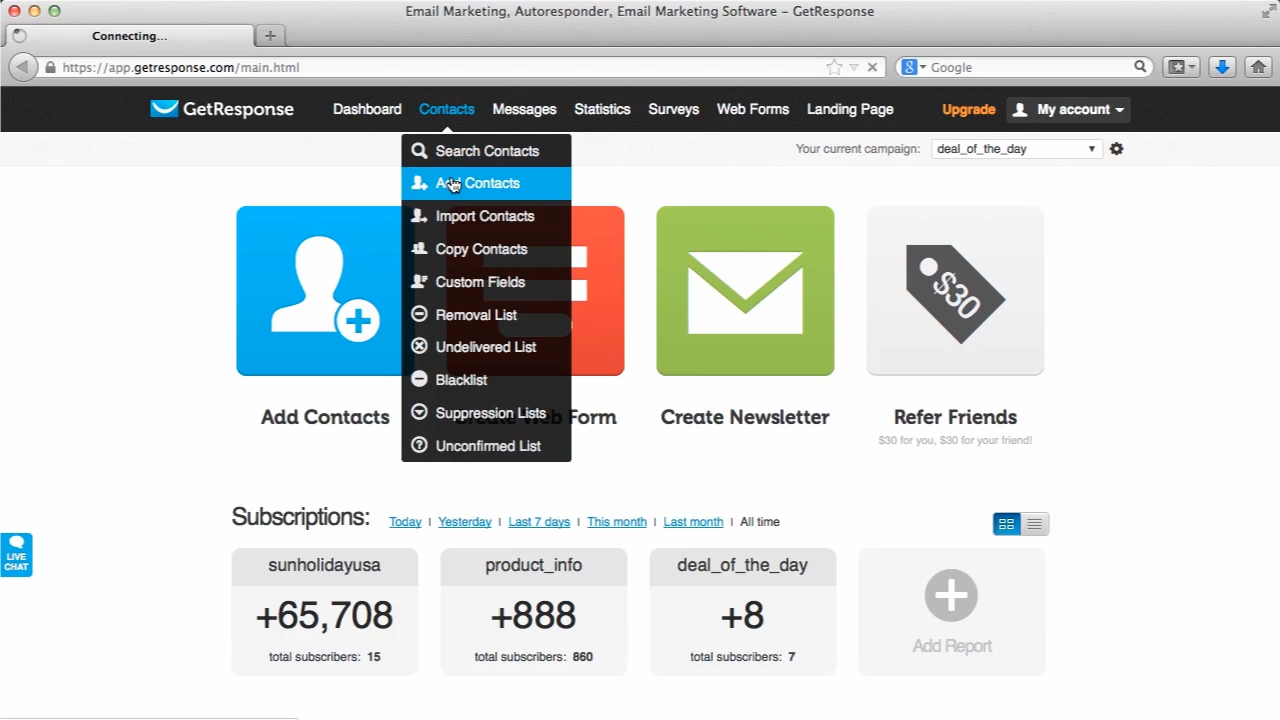 Email Marketing, Autoresponder, Email Marketing Software – GetResponse
Connecting...
https://app.getresponse.com/main.html
Google
GetResponse
Dashboard Contacts Messages Statistics Surveys Web Forms Landing Page Upgrade My account
Your current campaign: deal_of_the_day
Search Contacts
Add Contacts
Import Contacts
Copy Contacts
Custom Fields
Removal List
Undelivered List
Blacklist
Suppression Lists
Unconfirmed List
$30
Add Contacts
Create Web Form
Create Newsletter
Refer Friends
$30 for you, $30 for your friend!
LIVE
CHAT
Subscriptions: Today | Yesterday | Last 7 days | This month | Last month | All time
sunholidayusa
+65,708
total subscribers: 15
product_info
+888
total subscribers: 860
deal_of_the_day
+8
total subscribers: 7
Add Report